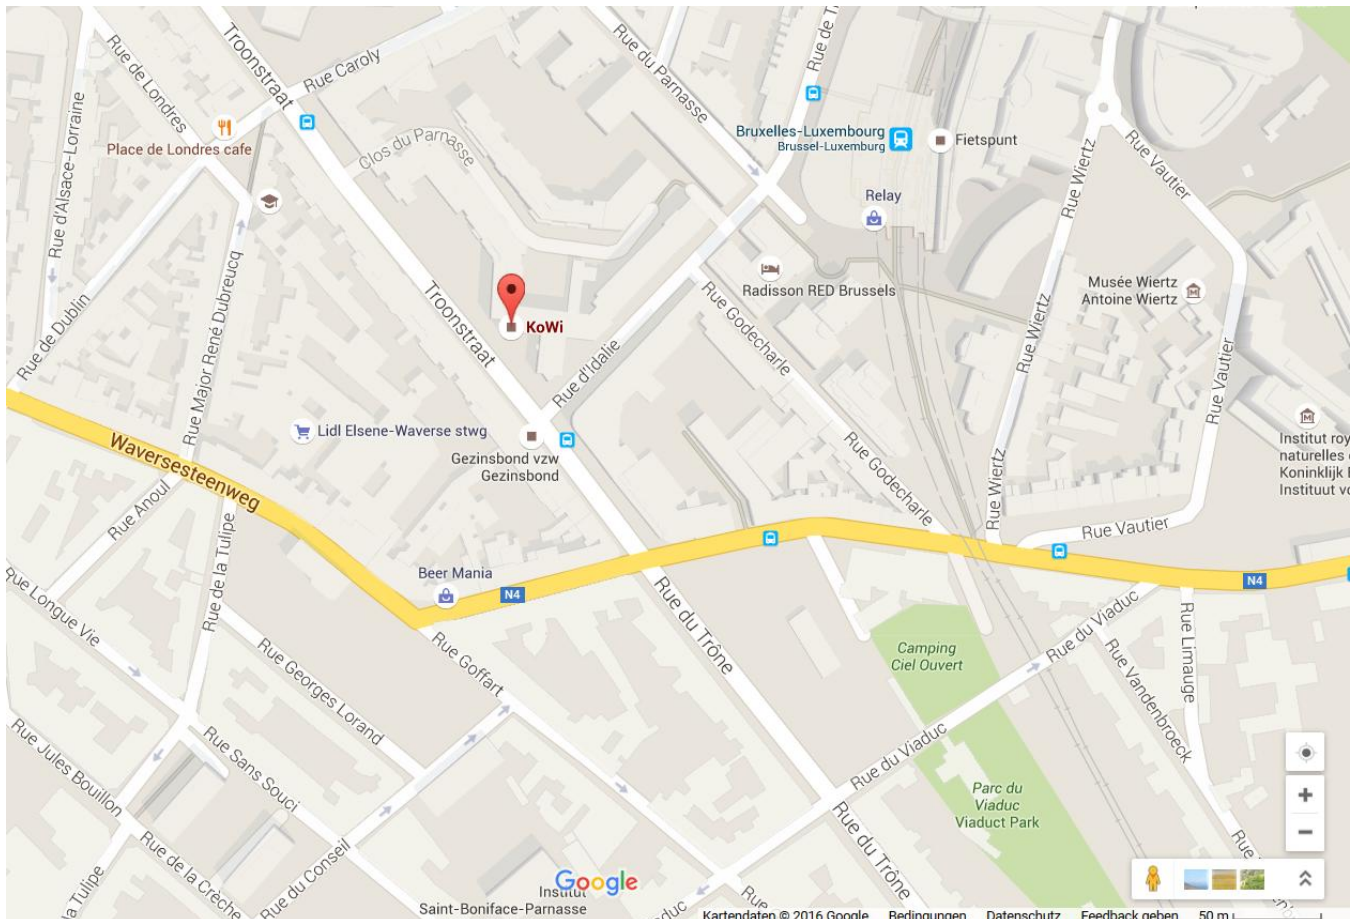 Rue de Londres
Troonstraat
Rue Caroly
Rue du Parnasse
Rue d'Alsace-Lorraine
Place de Londres cafe
Clos du Parnasse
Bruxelles-Luxembourg
Brussel-Luxemburg
Fietspunt
Rue Wiertz
Rue Vautier
Relay
Radisson RED Brussels
Musée Wiertz
Antoine Wiertz
Rue de Dublin
Rue Major René Dubreucq
Troonstraat
KoWi
Rue d'Idalie
Rue Godecharle
Rue Wiertz
Rue Vautier
Lidl Elsene-Waverse stwg
Gezinsbond vzw
Gezinsbond
Waversesteenweg
Rue Godecharle
Rue Wiertz
Rue Vautier
Rue Anoul
Rue de la Tulipe
Beer Mania
N4
N4
Rue Longue Vie
Rue Goffart
Rue Georges Lorand
Rue du Trône
Camping
Ciel Ouvert
Rue du Viaduc
Rue Limauge
Rue Vandenbroeck
Rue Jules Bouillon
Rue Sans Souci
Rue du Viaduc
Parc du
Viaduc
Viaduct Park
Rue de la Crèche
Rue du Conseil
Rue du Trône
Google
Institut
Saint-Boniface-Parnasse
Kartendaten © 2016 Google Bedingungen Datenschutz Feedback geben 50 m